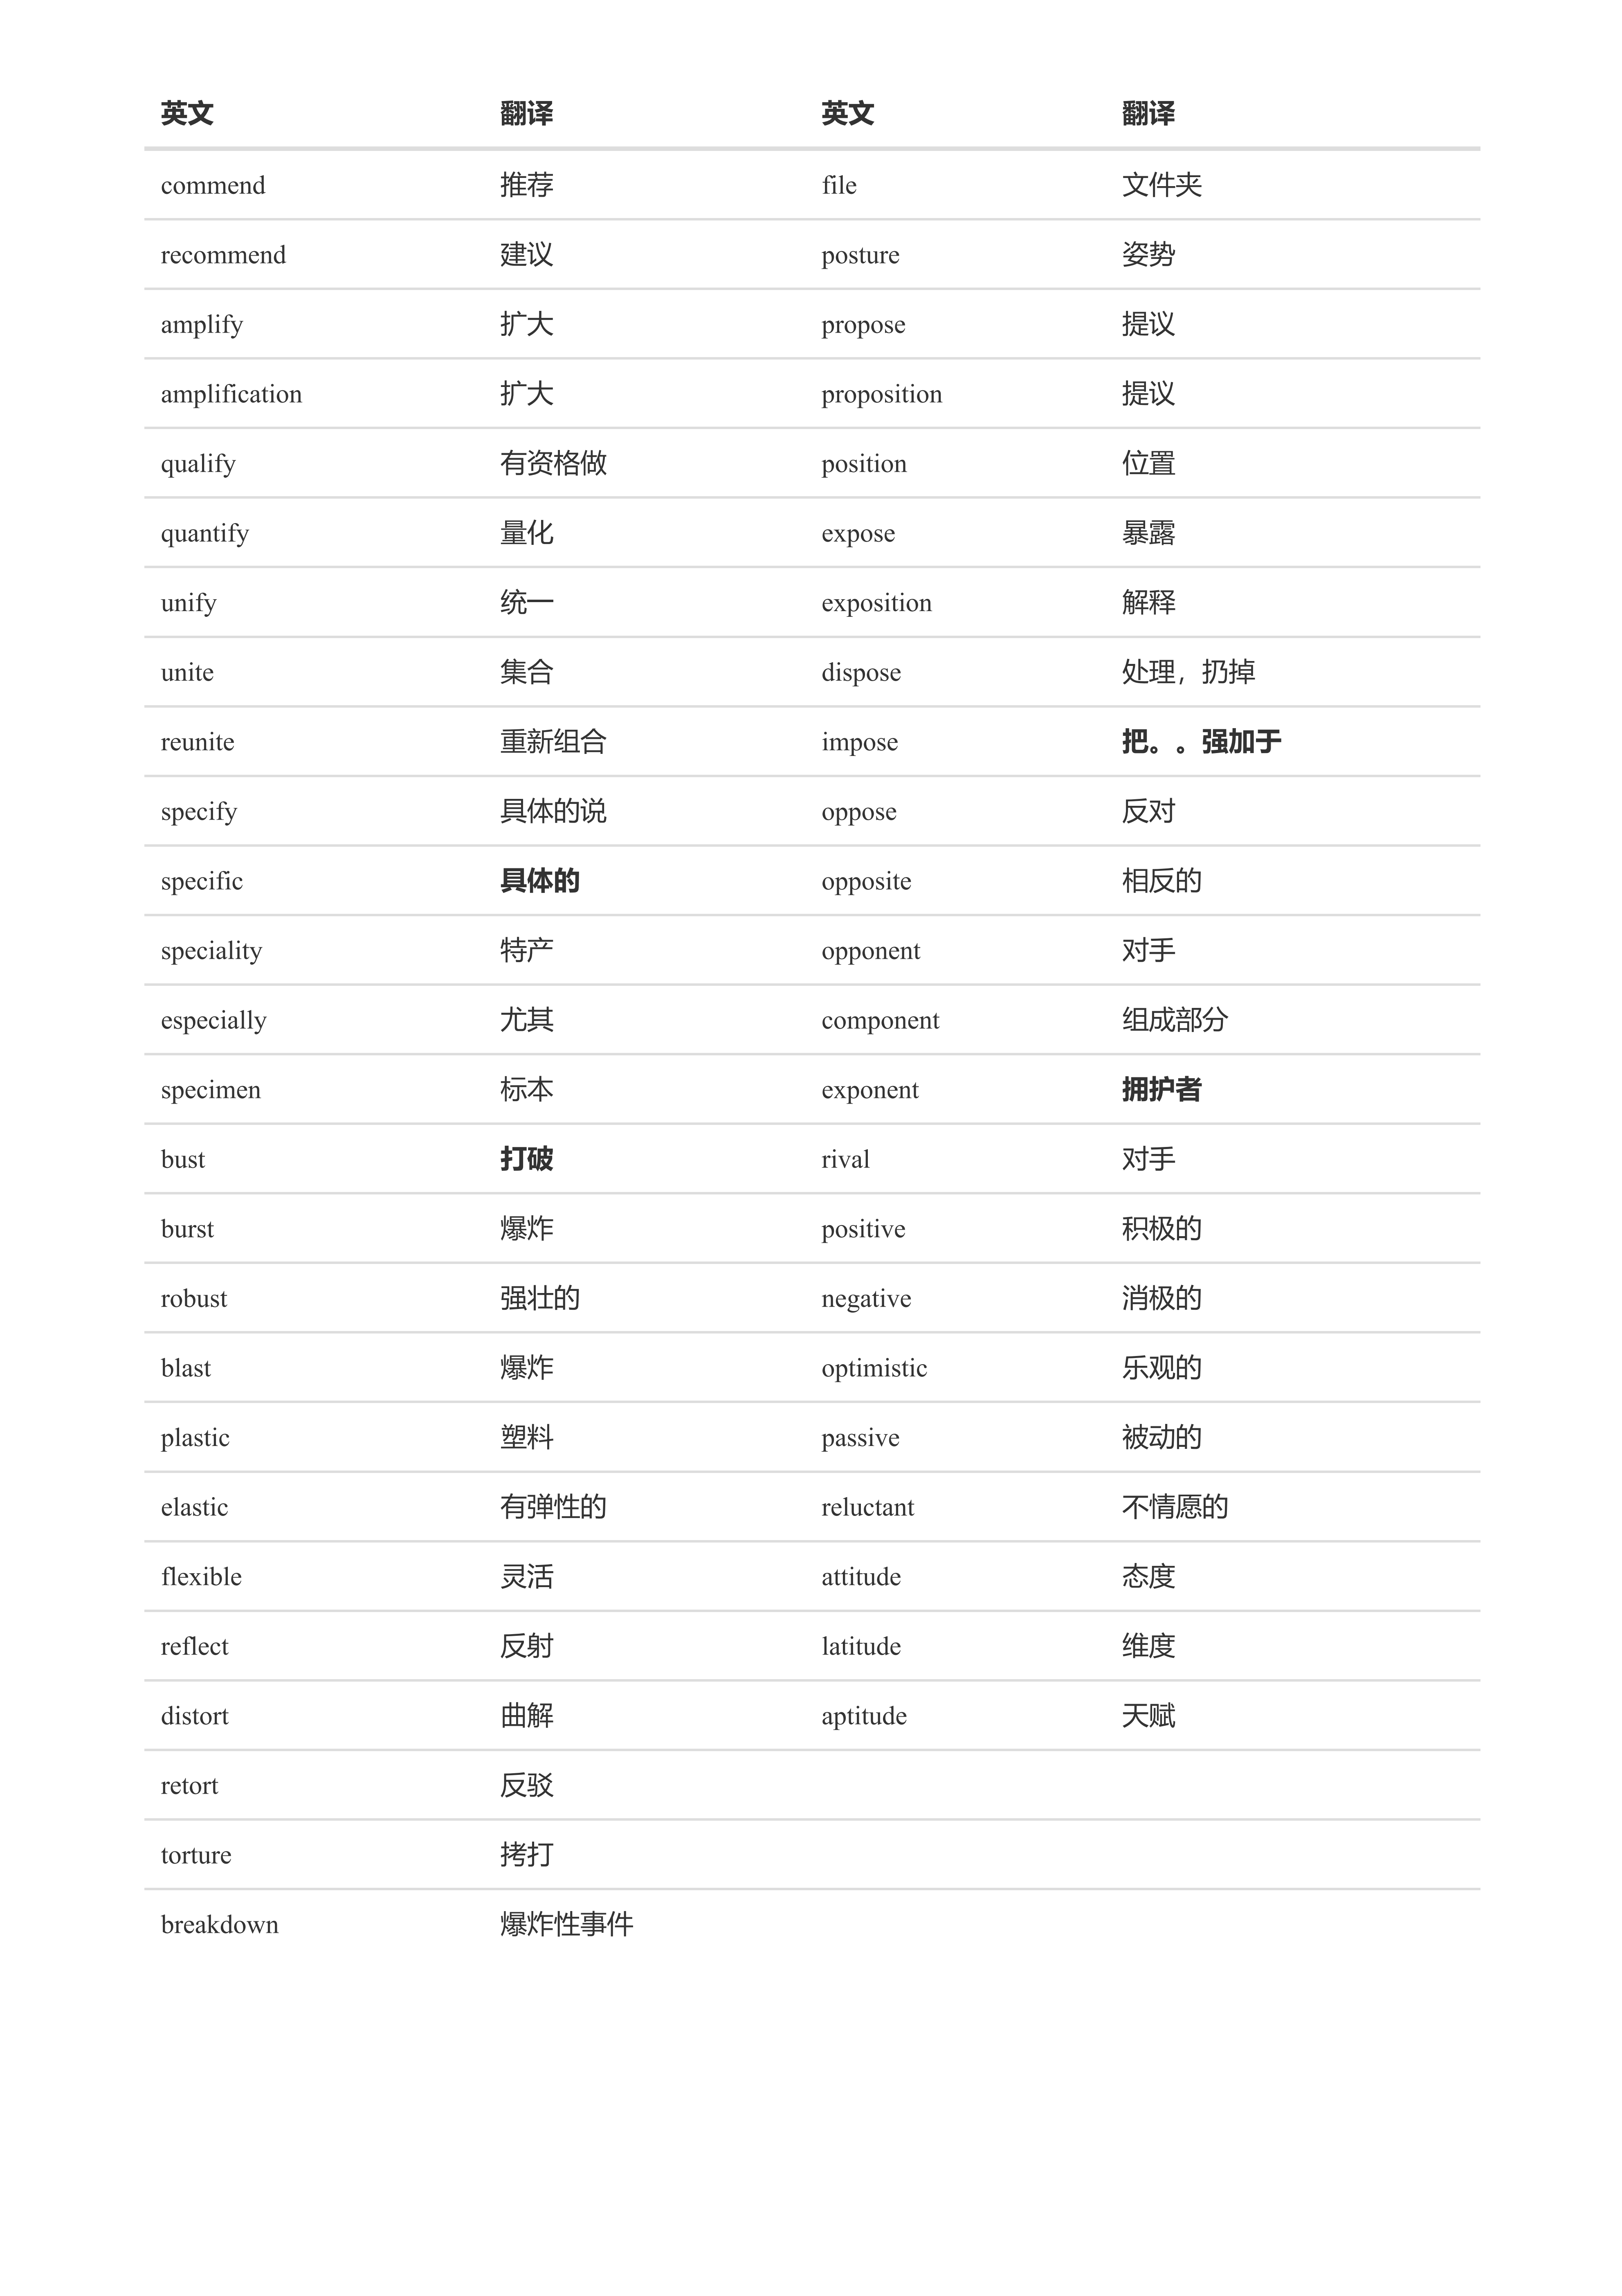 英文 翻译 英文 翻译
commend 推荐 file 文件夹
recommend 建议 posture 姿势
amplify 扩大 propose 提议
amplification 扩大 proposition 提议
qualify 有资格做 position 位置
quantify 量化 expose 暴露
unify 统一 exposition 解释
unite 集合 dispose 处理，扔掉
reunite 重新组合 impose 把。。强加于
specify 具体的说 oppose 反对
specific 具体的 opposite 相反的
speciality 特产 opponent 对手
especially 尤其 component 组成部分
specimen 标本 exponent 拥护者
bust 打破 rival 对手
burst 爆炸 positive 积极的
robust 强壮的 negative 消极的
blast 爆炸 optimistic 乐观的
plastic 塑料 passive 被动的
elastic 有弹性的 reluctant 不情愿的
flexible 灵活 attitude 态度
reflect 反射 latitude 维度
distort 曲解 aptitude 天赋
retort 反驳
torture 拷打
breakdown 爆炸性事件